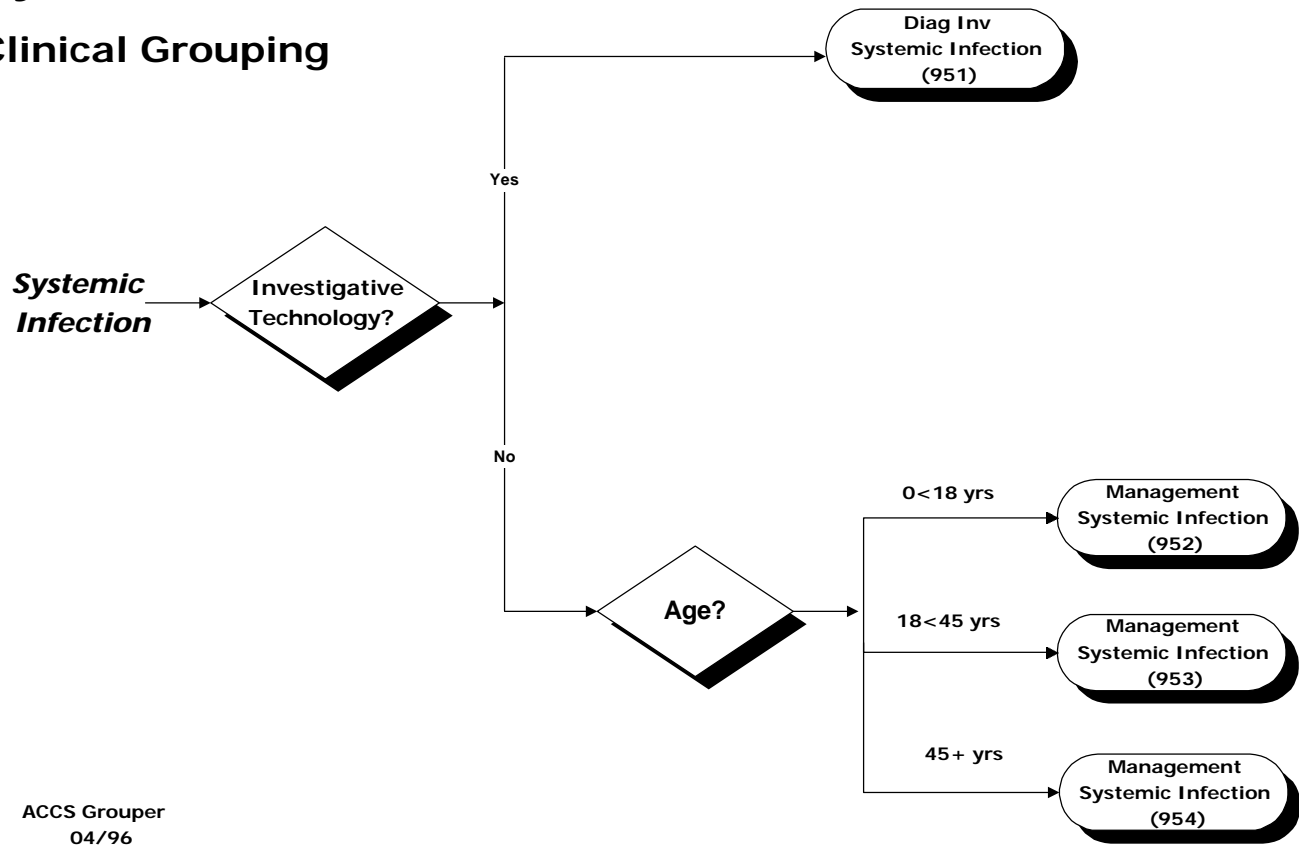 Clinical Grouping
Diag Inv
Systemic Infection
(951)
Yes
Systemic
Infection
Investigative
Technology?
No
0<18 yrs
Management
Systemic Infection
(952)
Age?
18<45 yrs
Management
Systemic Infection
(953)
45+ yrs
Management
Systemic Infection
(954)
ACCS Grouper
04/96